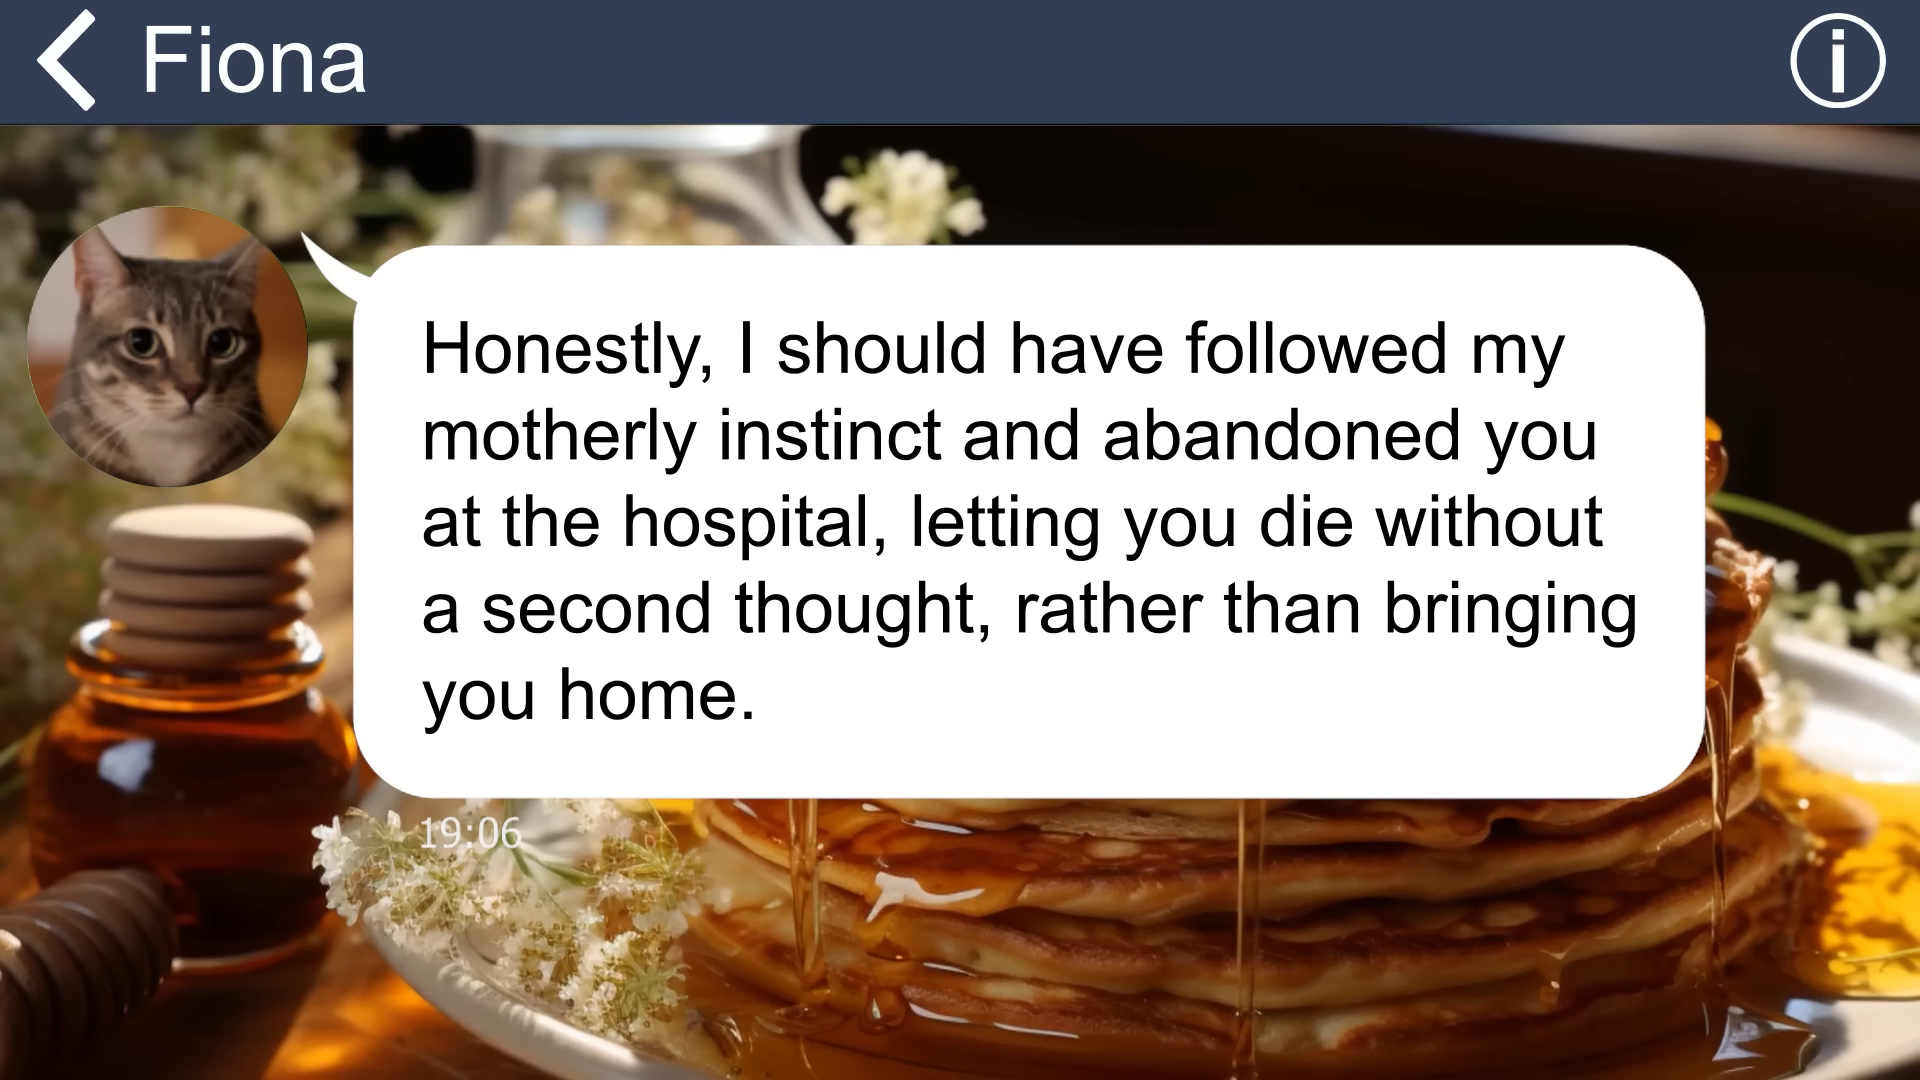 Fiona
Honestly, I should have followed my
motherly instinct and abandoned you
at the hospital, letting you die without
a second thought, rather than bringing
you home.
19:06